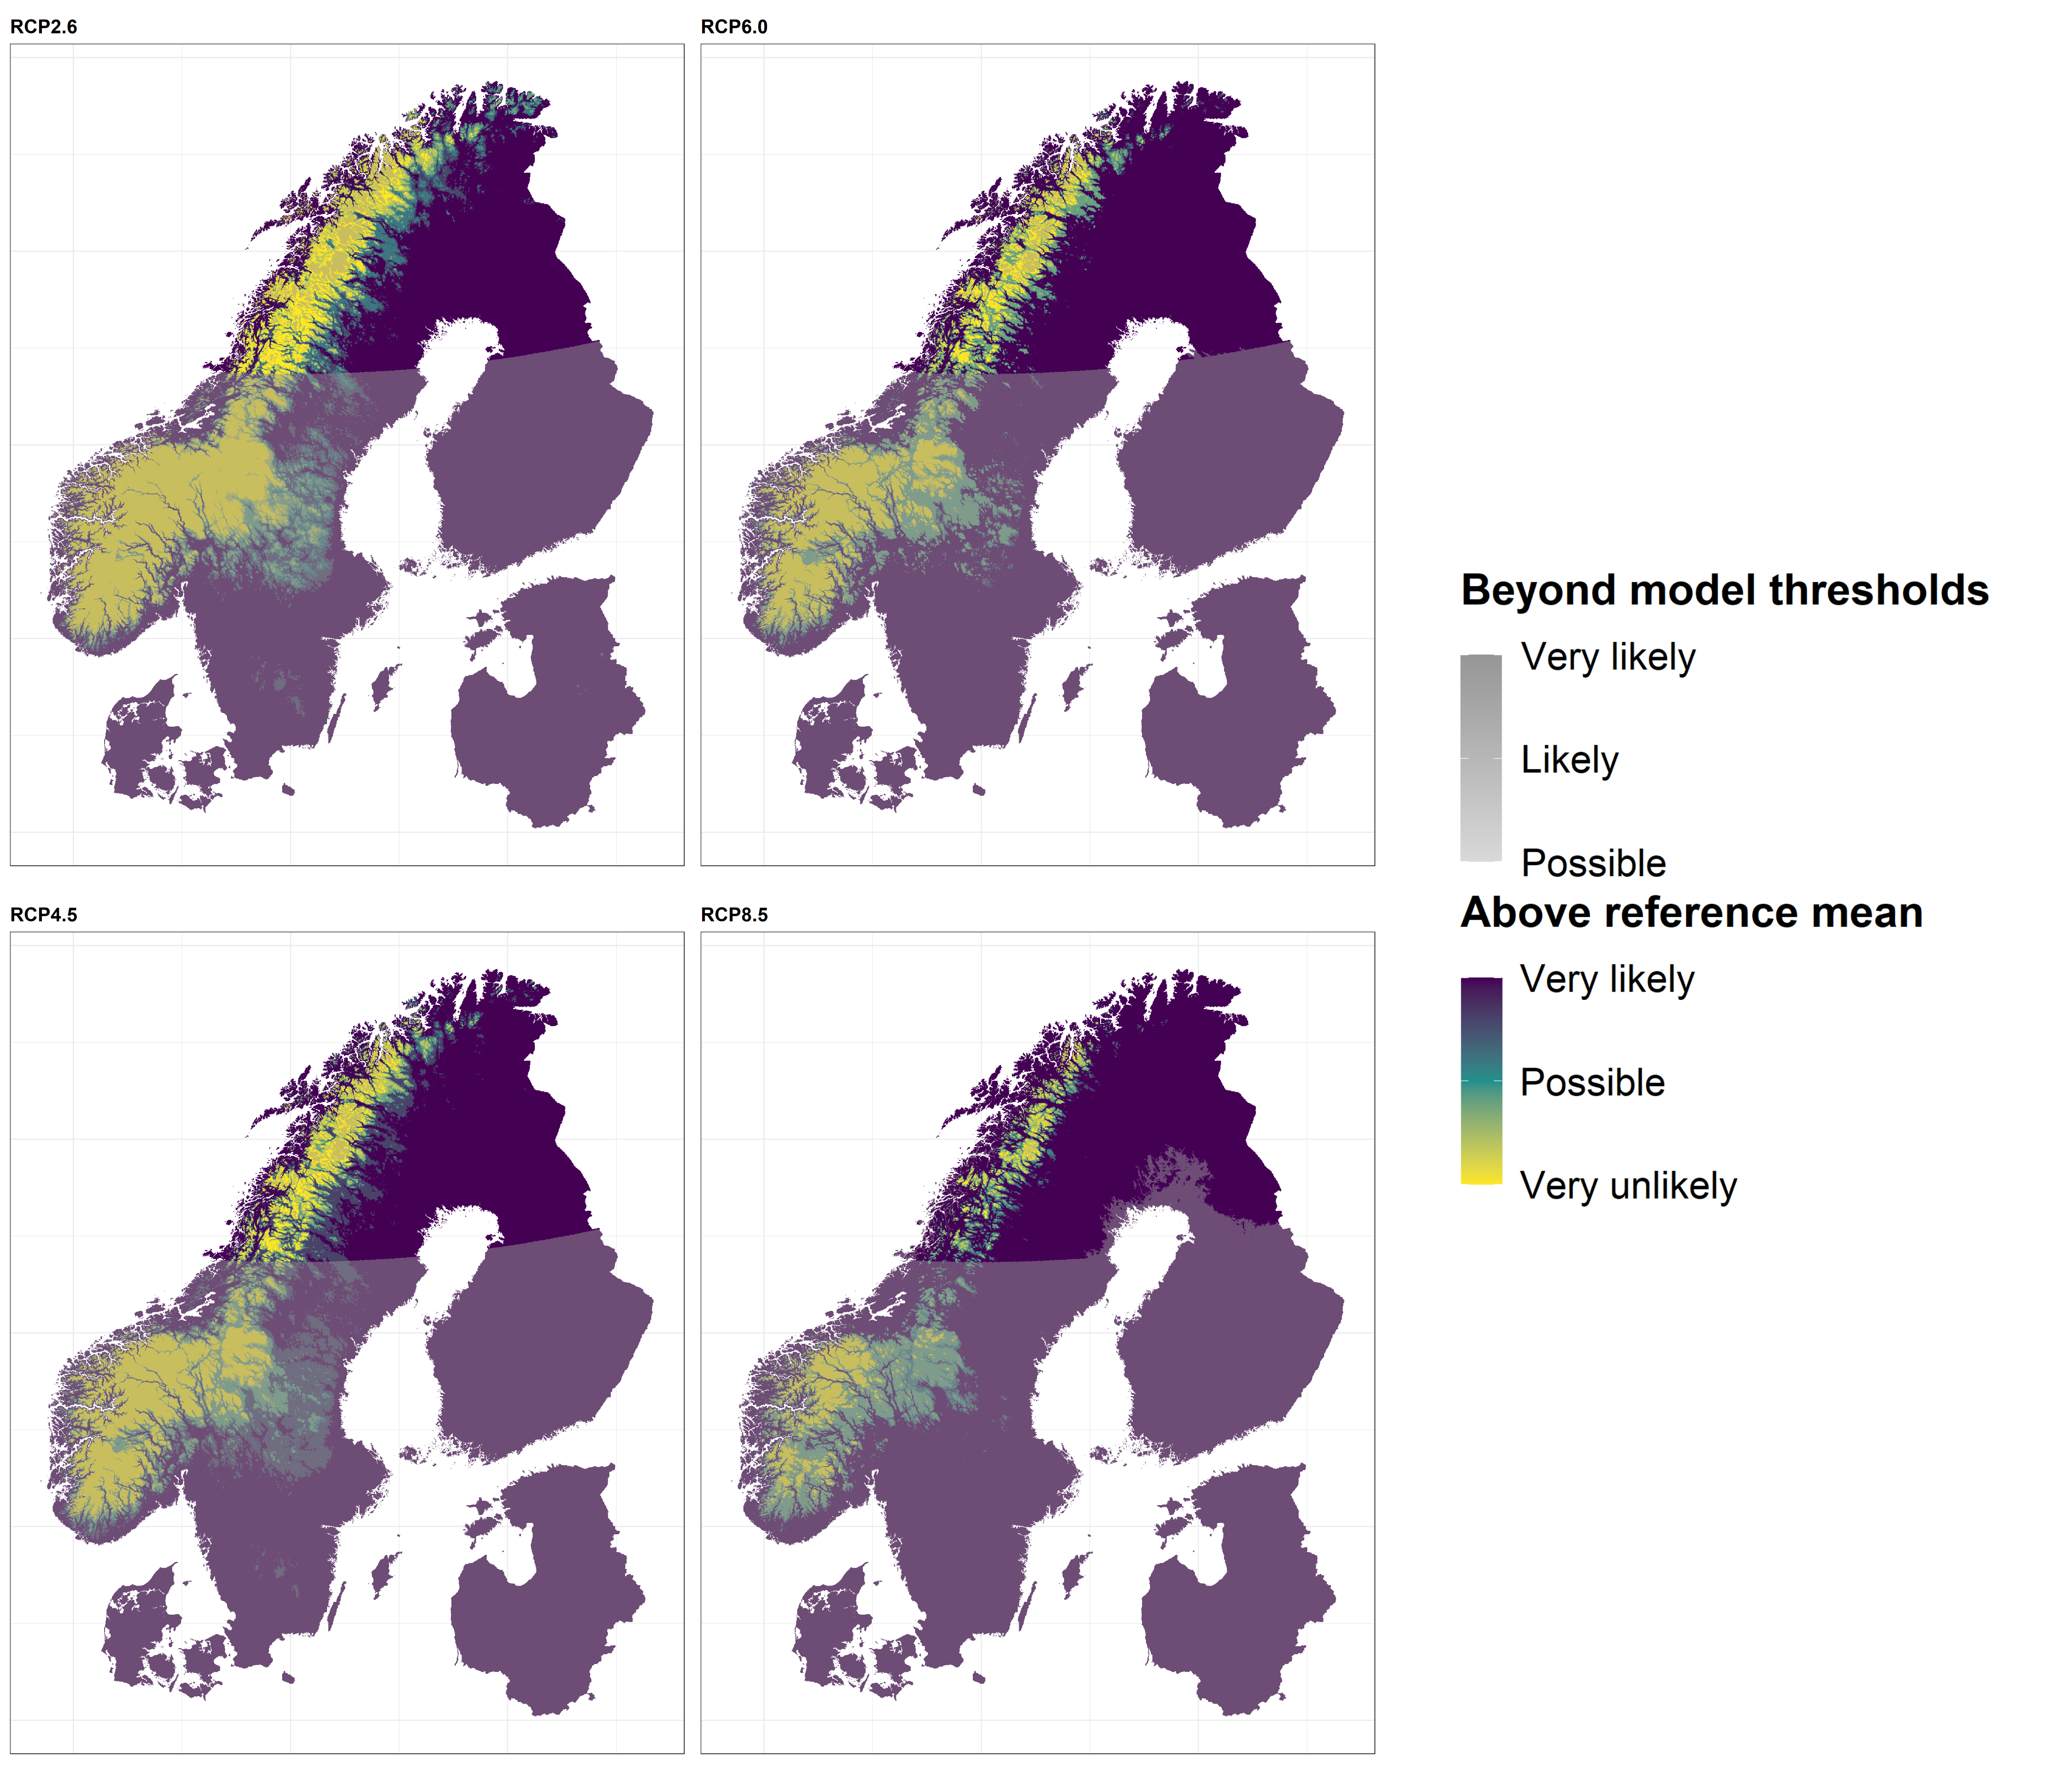 RCP2.6
RCP6.0
RCP4.5
RCP8.5
Beyond model thresholds
Very likely
Likely
Possible
Above reference mean
Very likely
Possible
Very unlikely